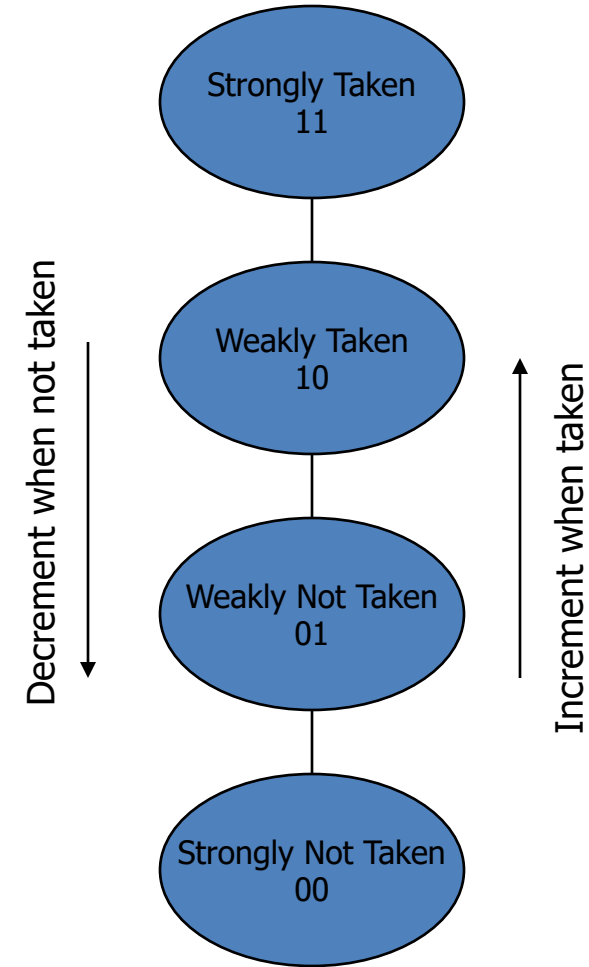 Strongly Taken
11
Weakly Taken
10
Weakly Not Taken
01
Strongly Not Taken
00
Decrement when not taken
Increment when taken